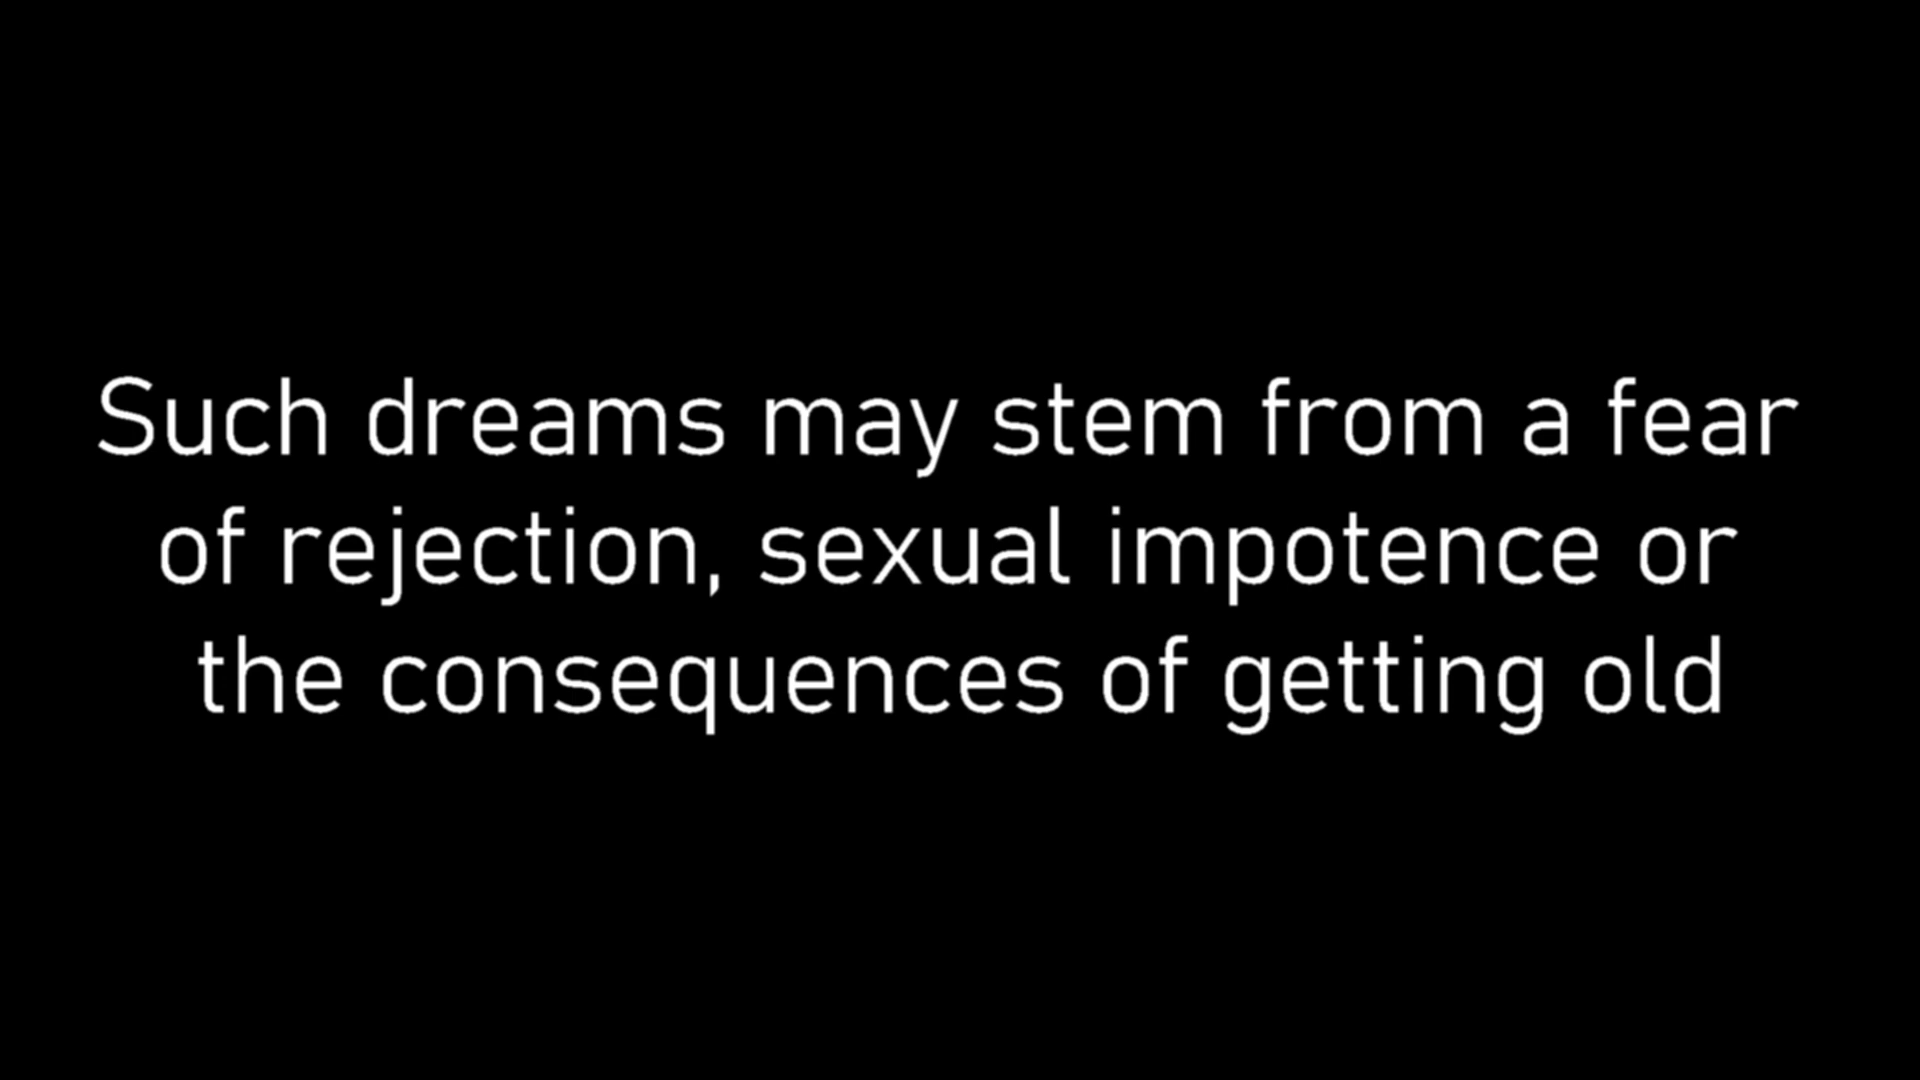 Such dreams may stem from a fear
of rejection, sexual impotence or
the consequences of getting old